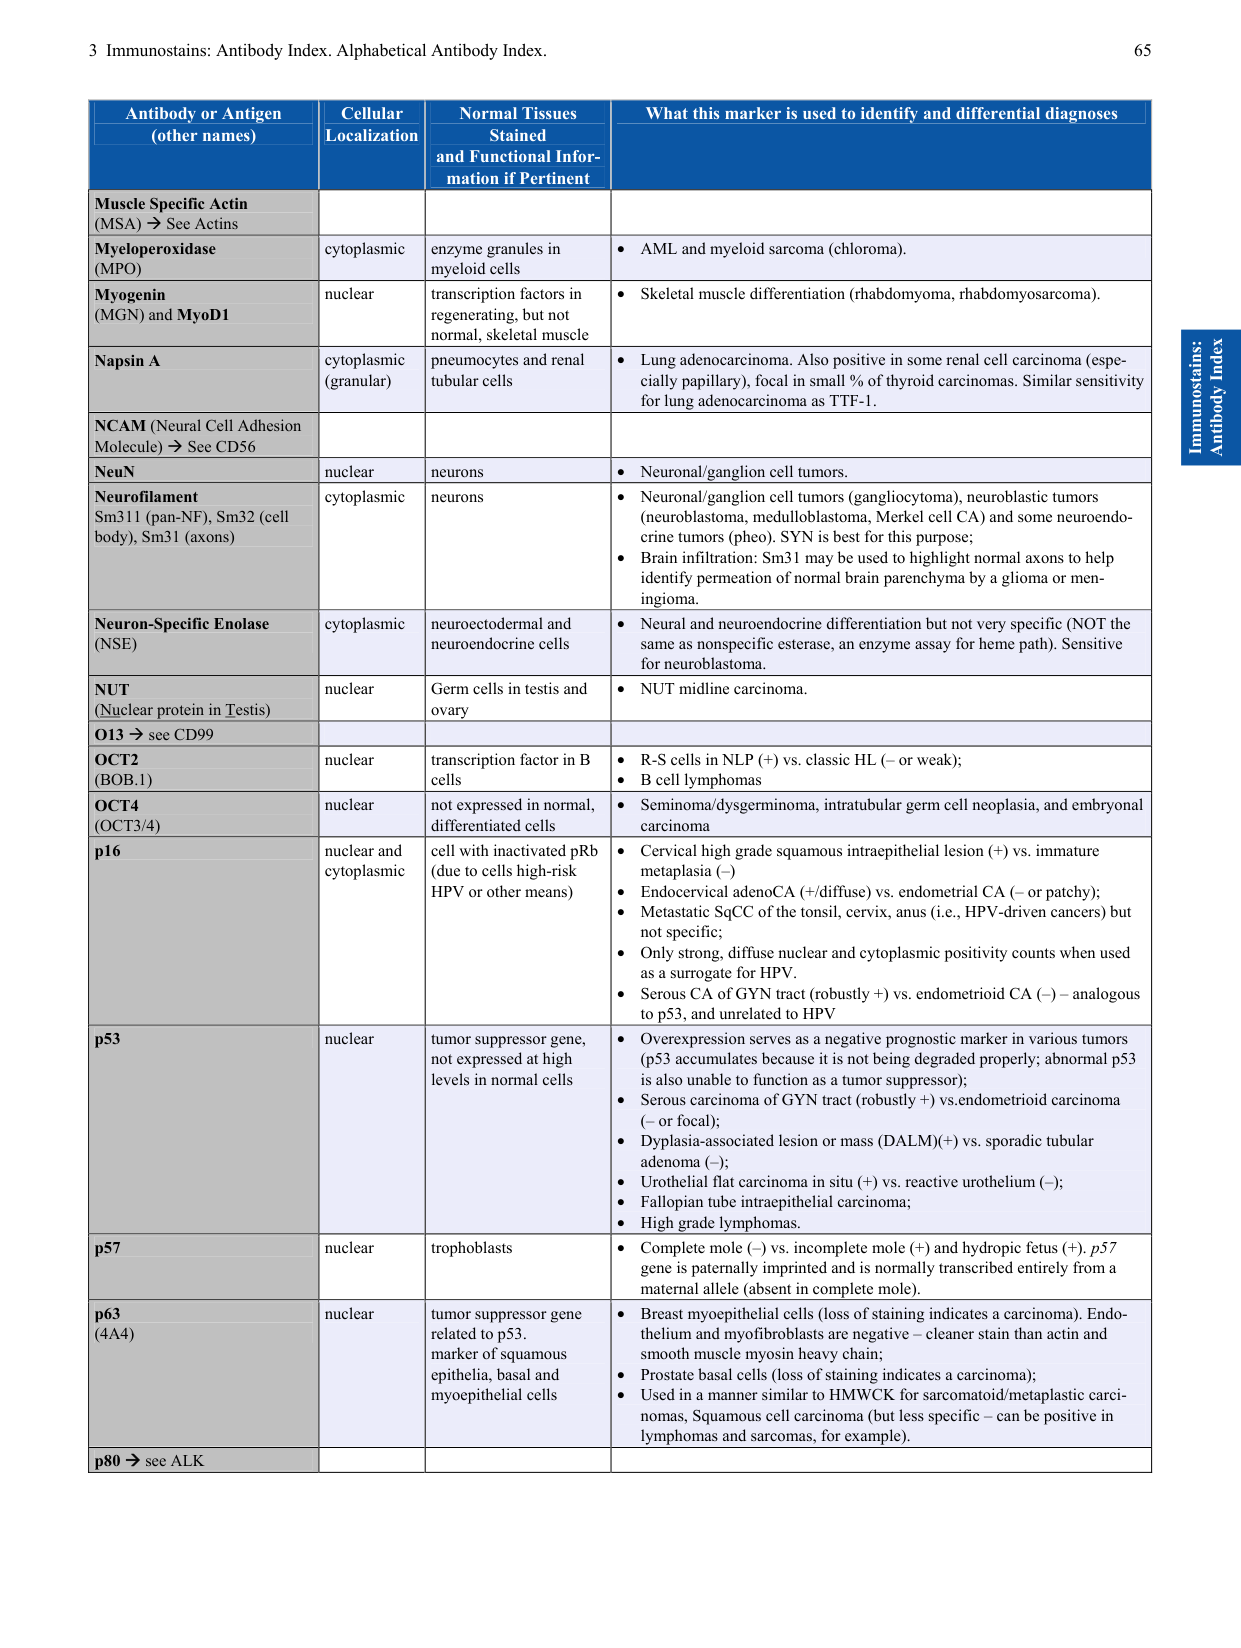 3 Immunostains: Antibody Index. Alphabetical Antibody Index.
65
Antibody or Antigen
(other names)
Cellular
Localization
Normal Tissues
Stained
and Functional Infor-
mation if Pertinent
What this marker is used to identify and differential diagnoses
Muscle Specific Actin
(MSA) → See Actins
Myeloperoxidase
(MPO)
cytoplasmic
enzyme granules in
myeloid cells
• AML and myeloid sarcoma (chloroma).
Myogenin
(MGN) and MyoD1
nuclear
transcription factors in
regenerating, but not
normal, skeletal muscle
• Skeletal muscle differentiation (rhabdomyoma, rhabdomyosarcoma).
Napsin A
cytoplasmic
(granular)
pneumocytes and renal
tubular cells
• Lung adenocarcinoma. Also positive in some renal cell carcinoma (espe-
cially papillary), focal in small % of thyroid carcinomas. Similar sensitivity
for lung adenocarcinoma as TTF-1.
NCAM (Neural Cell Adhesion
Molecule) → See CD56
NeuN
nuclear
neurons
• Neuronal/ganglion cell tumors.
Neurofilament
Sm311 (pan-NF), Sm32 (cell
body), Sm31 (axons)
cytoplasmic
neurons
• Neuronal/ganglion cell tumors (gangliocytoma), neuroblastic tumors
(neuroblastoma, medulloblastoma, Merkel cell CA) and some neuroendo-
crine tumors (pheo). SYN is best for this purpose;
• Brain infiltration: Sm31 may be used to highlight normal axons to help
identify permeation of normal brain parenchyma by a glioma or men-
ingioma.
Neuron-Specific Enolase
(NSE)
cytoplasmic
neuroectodermal and
neuroendocrine cells
• Neural and neuroendocrine differentiation but not very specific (NOT the
same as nonspecific esterase, an enzyme assay for heme path). Sensitive
for neuroblastoma.
NUT
(Nuclear protein in Testis)
nuclear
Germ cells in testis and
ovary
• NUT midline carcinoma.
O13 → see CD99
OCT2
(BOB.1)
nuclear
transcription factor in B
cells
• R-S cells in NLP (+) vs. classic HL (– or weak);
• B cell lymphomas
OCT4
(OCT3/4)
nuclear
not expressed in normal,
differentiated cells
• Seminoma/dysgerminoma, intratubular germ cell neoplasia, and embryonal
carcinoma
p16
nuclear and
cytoplasmic
cell with inactivated pRb
(due to cells high-risk
HPV or other means)
• Cervical high grade squamous intraepithelial lesion (+) vs. immature
metaplasia (–)
• Endocervical adenoCA (+/diffuse) vs. endometrial CA (– or patchy);
• Metastatic SqCC of the tonsil, cervix, anus (i.e., HPV-driven cancers) but
not specific;
• Only strong, diffuse nuclear and cytoplasmic positivity counts when used
as a surrogate for HPV.
• Serous CA of GYN tract (robustly +) vs. endometrioid CA (–) – analogous
to p53, and unrelated to HPV
p53
nuclear
tumor suppressor gene,
not expressed at high
levels in normal cells
• Overexpression serves as a negative prognostic marker in various tumors
(p53 accumulates because it is not being degraded properly; abnormal p53
is also unable to function as a tumor suppressor);
• Serous carcinoma of GYN tract (robustly +) vs.endometrioid carcinoma
(– or focal);
• Dyplasia-associated lesion or mass (DALM)(+) vs. sporadic tubular
adenoma (–);
• Urothelial flat carcinoma in situ (+) vs. reactive urothelium (–);
• Fallopian tube intraepithelial carcinoma;
• High grade lymphomas.
p57
nuclear
trophoblasts
• Complete mole (–) vs. incomplete mole (+) and hydropic fetus (+). p57
gene is paternally imprinted and is normally transcribed entirely from a
maternal allele (absent in complete mole).
p63
(4A4)
nuclear
tumor suppressor gene
related to p53.
marker of squamous
epithelia, basal and
myoepithelial cells
• Breast myoepithelial cells (loss of staining indicates a carcinoma). Endo-
thelium and myofibroblasts are negative – cleaner stain than actin and
smooth muscle myosin heavy chain;
• Prostate basal cells (loss of staining indicates a carcinoma);
• Used in a manner similar to HMWCK for sarcomatoid/metaplastic carci-
nomas, Squamous cell carcinoma (but less specific – can be positive in
lymphomas and sarcomas, for example).
p80 → see ALK
Immunostains:
Antibody Index